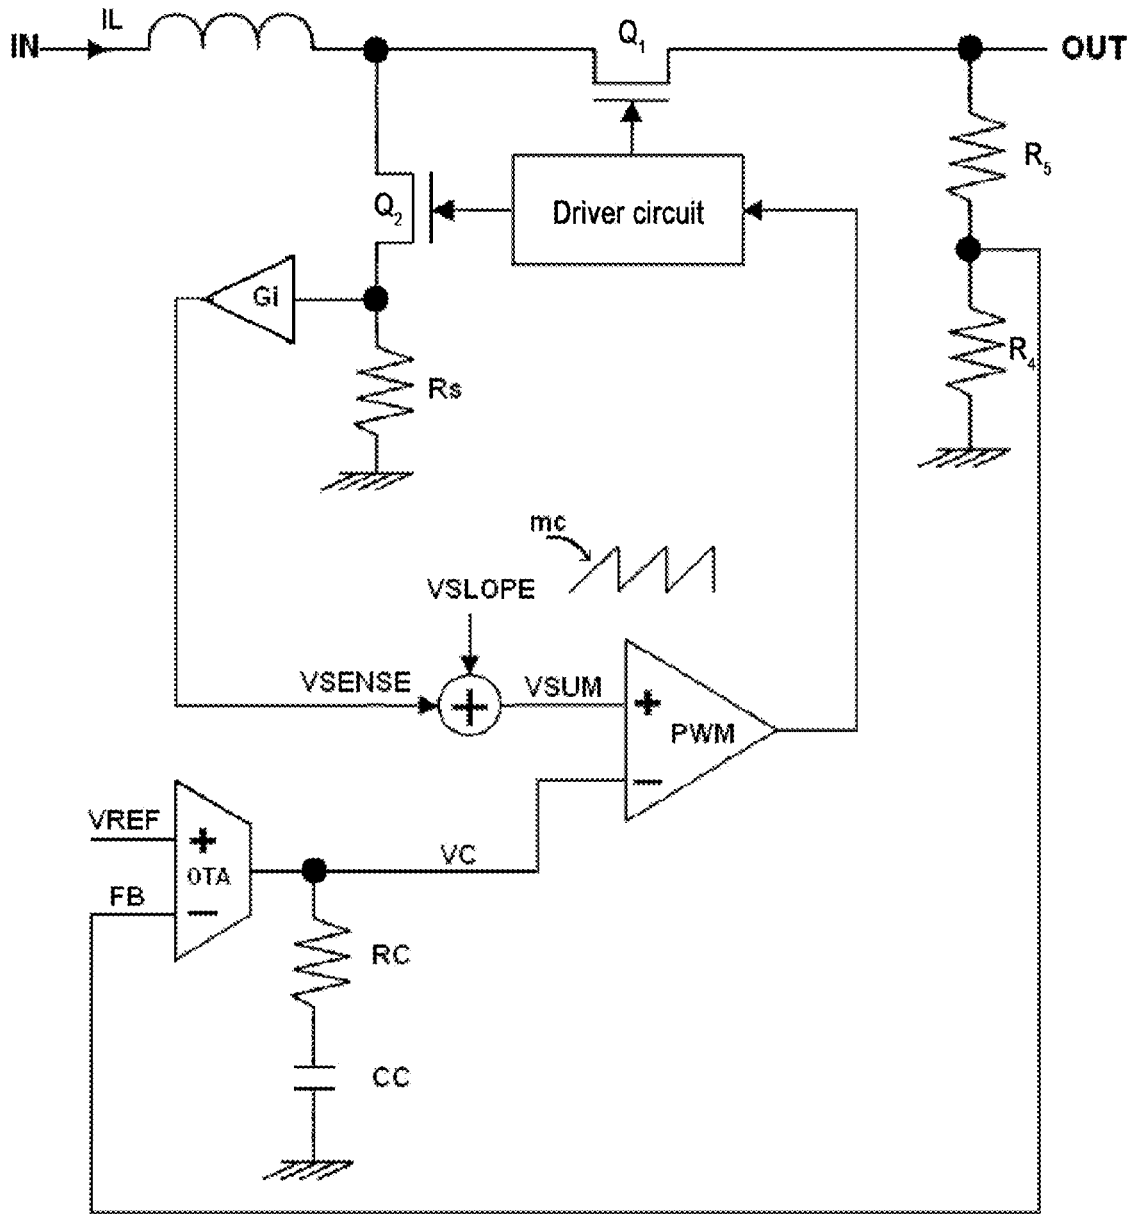 IL
IN
Q1
OUT
R5
Q2
Driver circuit
Gi
R4
Rs
mc
VSLOPE
VSENSE
VSUM
+
PWM
VREF
+
OTA
VC
FB
RC
CC